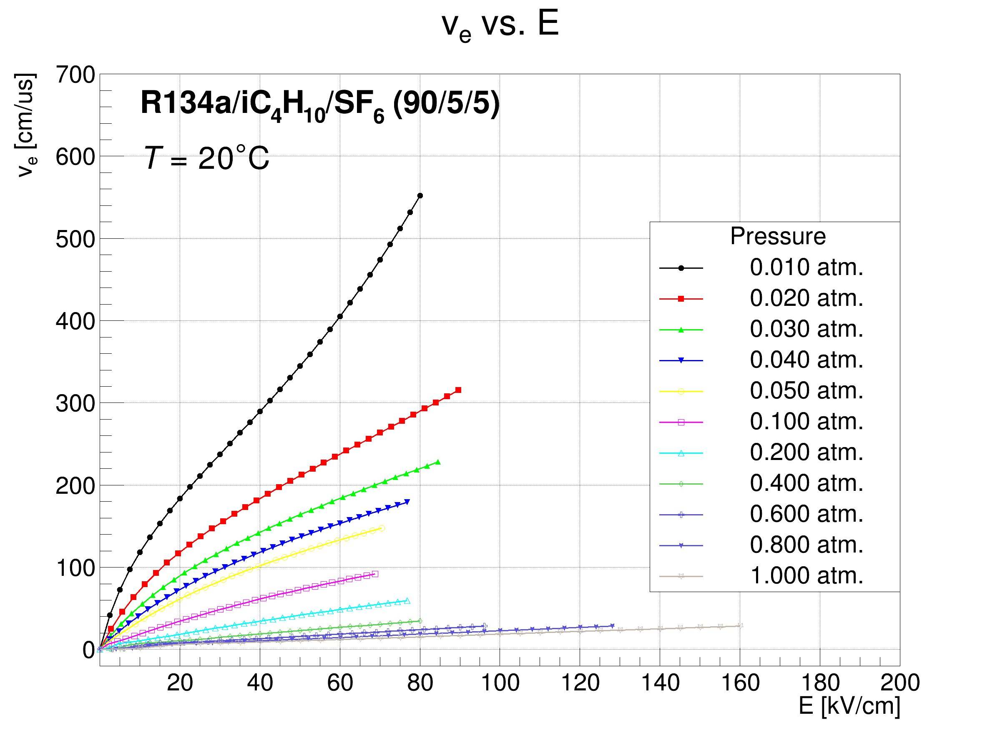 vₑ vs. E
vₑ [cm/us]
700
600
500
400
300
200
100
0
R134a/iC₄H₁₀/SF₆ (90/5/5)
T = 20°C
Pressure
0.010 atm.
0.020 atm.
0.030 atm.
0.040 atm.
0.050 atm.
0.100 atm.
0.200 atm.
0.400 atm.
0.600 atm.
0.800 atm.
1.000 atm.
20 40 60 80 100 120 140 160 180 200
E [kV/cm]